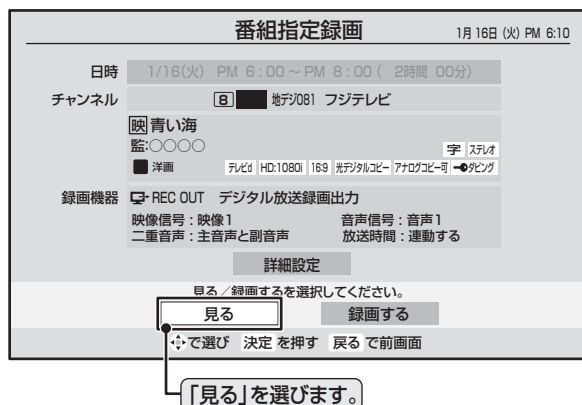 番組指定録画 1月16日 (火) PM 6:10
日時 1/16(火) PM 6:00～PM 8:00 ( 2時間 00分)
チャンネル 8 地デジ081 フジテレビ
映 青い海
監:○○○○
字 ステレオ
洋画 テレビd HD:1080i 16:9 光デジタルコピー アナログコピー可 ダビング
録画機器 REC OUT デジタル放送録画出力
映像信号:映像1 音声信号:音声1
二重音声:主音声と副音声 放送時間:連動する
詳細設定
見る／録画するを選択してください。
見る 録画する
で選び 決定 を押す 戻る で前画面
「見る」を選びます。